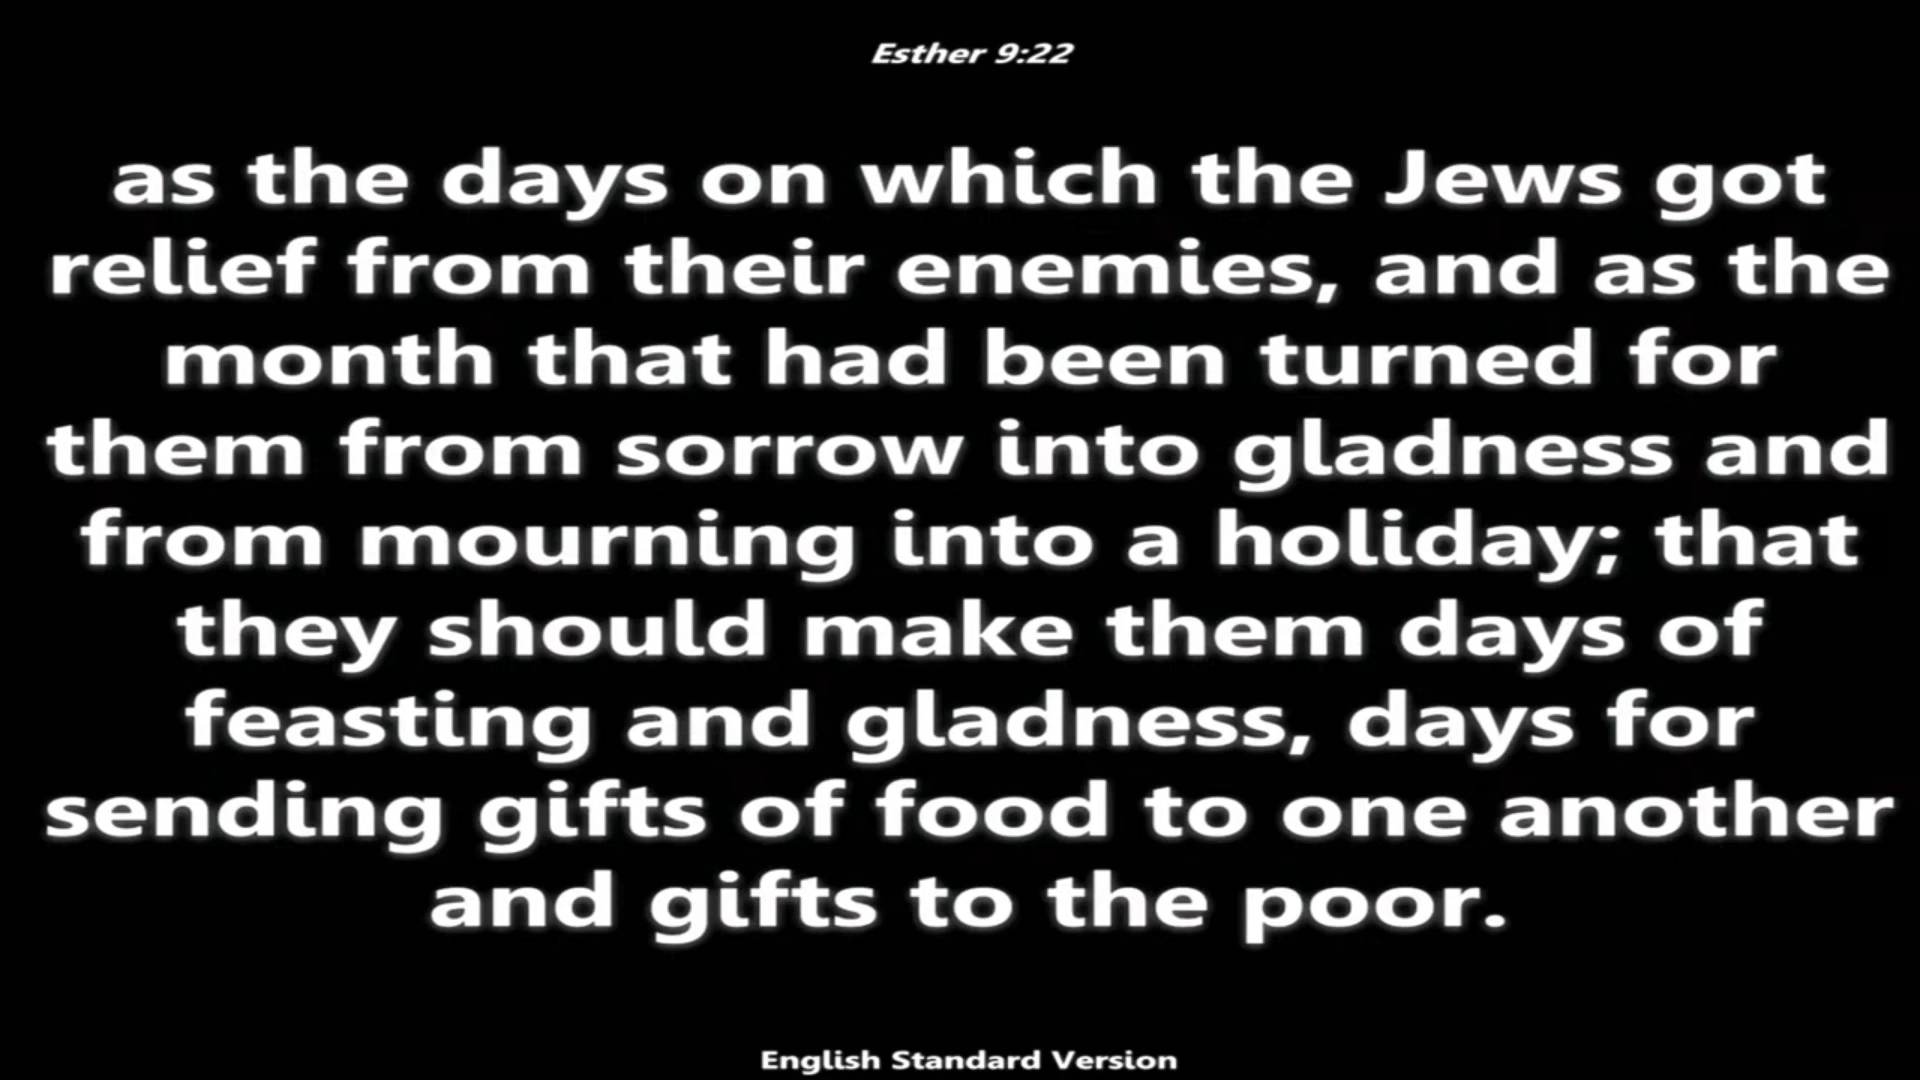 Esther 9:22
as the days on which the Jews got
relief from their enemies, and as the
month that had been turned for
them from sorrow into gladness and
from mourning into a holiday; that
they should make them days of
feasting and gladness, days for
sending gifts of food to one another
and gifts to the poor.
English Standard Version